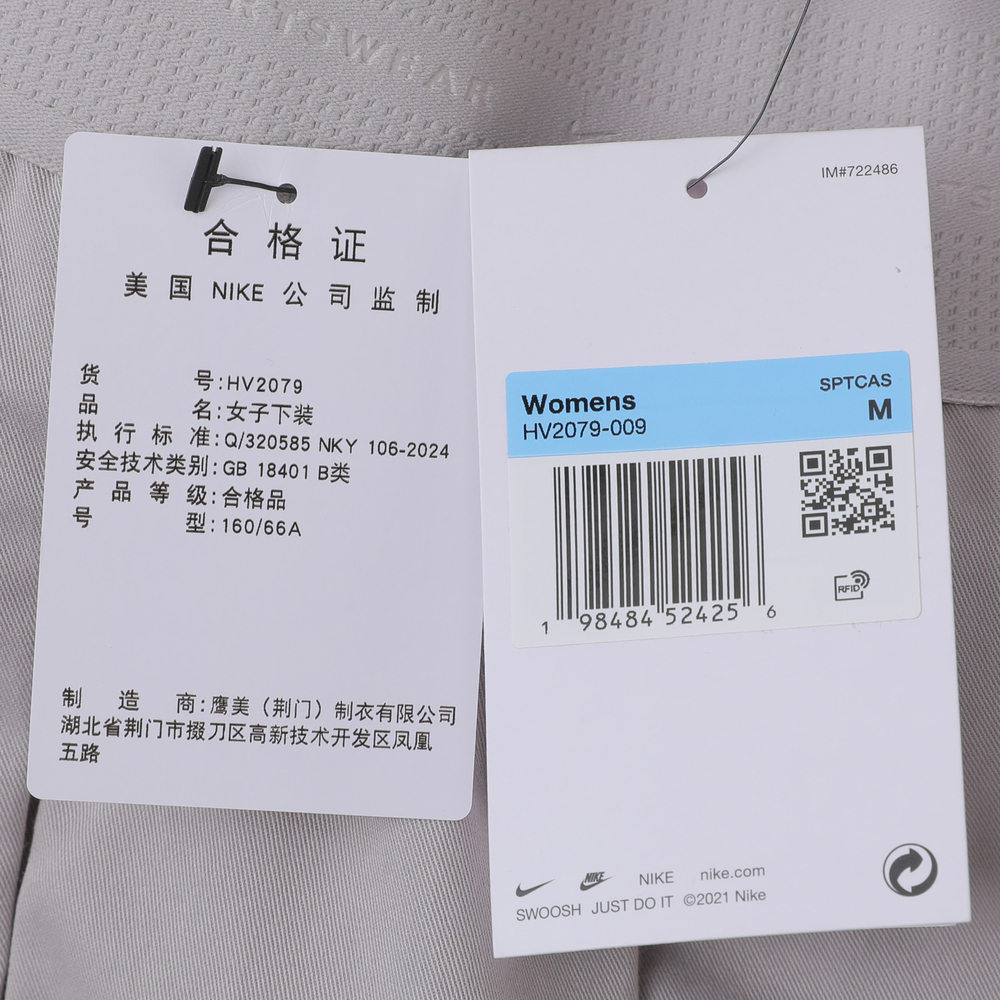 RTSWEAR
合格证
美国 NIKE 公司监制
货号:HV2079
品名:女子下装
执行标准:Q/320585 NKY 106-2024
安全技术类别:GB 18401 B类
产品等级:合格品
号型:160/66A
制造商:鹰美（荆门）制衣有限公司
湖北省荆门市掇刀区高新技术开发区凤凰
五路
IM#722486
Womens
SPTCAS
HV2079-009
M
1 98484 52425 6
RFID
NIKE
NIKE nike.com
SWOOSH JUST DO IT ©2021 Nike